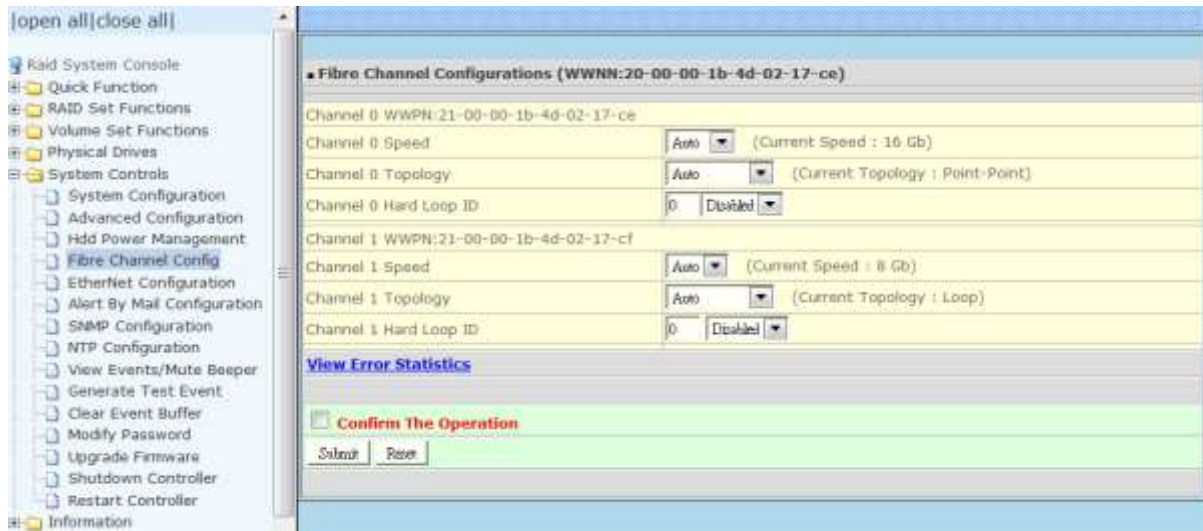 |open all|close all|
Raid System Console
Quick Function
RAID Set Functions
Volume Set Functions
Physical Drives
System Controls
System Configuration
Advanced Configuration
Hdd Power Management
Fibre Channel Config
EtherNet Configuration
Alert By Mail Configuration
SNMP Configuration
NTP Configuration
View Events/Mute Beeper
Generate Test Event
Clear Event Buffer
Modify Password
Upgrade Firmware
Shutdown Controller
Restart Controller
Information
Fibre Channel Configurations (WWNN:20-00-00-1b-4d-02-17-ce)
Channel 0 WWPN:21-00-00-1b-4d-02-17-ce
Channel 0 Speed Auto (Current Speed : 16 Gb)
Channel 0 Topology Auto (Current Topology : Point-Point)
Channel 0 Hard Loop ID 0 Disabled
Channel 1 WWPN:21-00-00-1b-4d-02-17-cf
Channel 1 Speed Auto (Current Speed : 8 Gb)
Channel 1 Topology Auto (Current Topology : Loop)
Channel 1 Hard Loop ID 0 Disabled
View Error Statistics
Confirm The Operation
Submit Reset